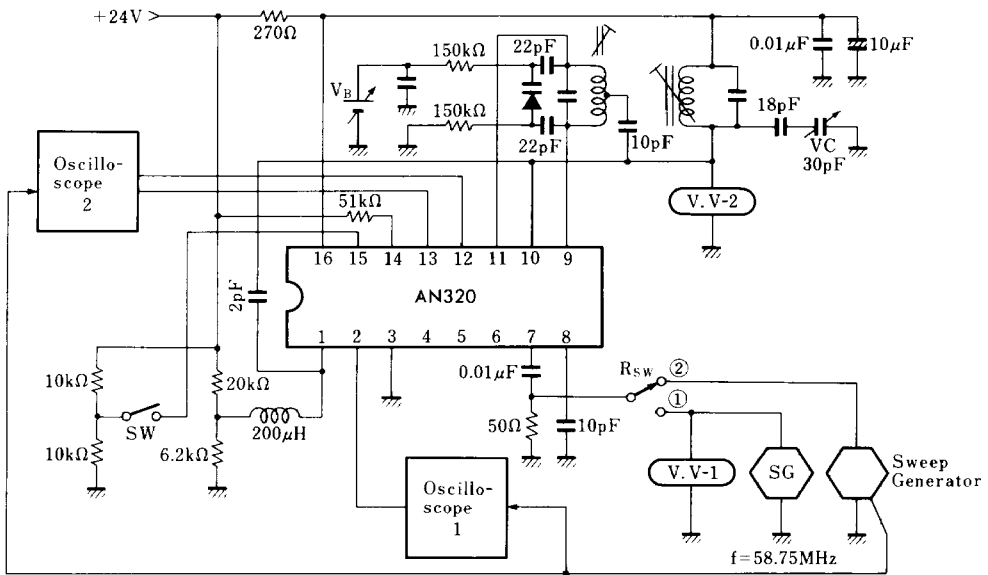 +24V
270Ω
0.01μF
10μF
150kΩ
22pF
V_B
150kΩ
22pF
10pF
18pF
VC
30pF
Oscillo-
scope
2
51kΩ
V.V-2
16 15 14 13 12 11 10 9
AN320
1 2 3 4 5 6 7 8
2pF
0.01μF
R_SW
②
①
10kΩ
20kΩ
SW
200μH
50Ω
10pF
10kΩ
6.2kΩ
V.V-1
SG
Sweep
Generator
Oscillo-
scope
1
f=58.75MHz